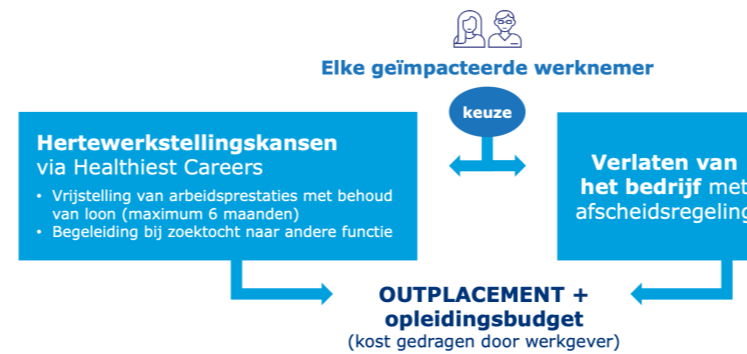 Elke geïmpacteerde werknemer
keuze
Hertewerkstellingskansen
via Healthiest Careers
• Vrijstelling van arbeidsprestaties met behoud
van loon (maximum 6 maanden)
• Begeleiding bij zoektocht naar andere functie
Verlaten van
het bedrijf met
afscheidsregeling
OUTPLACEMENT +
opleidingsbudget
(kost gedragen door werkgever)